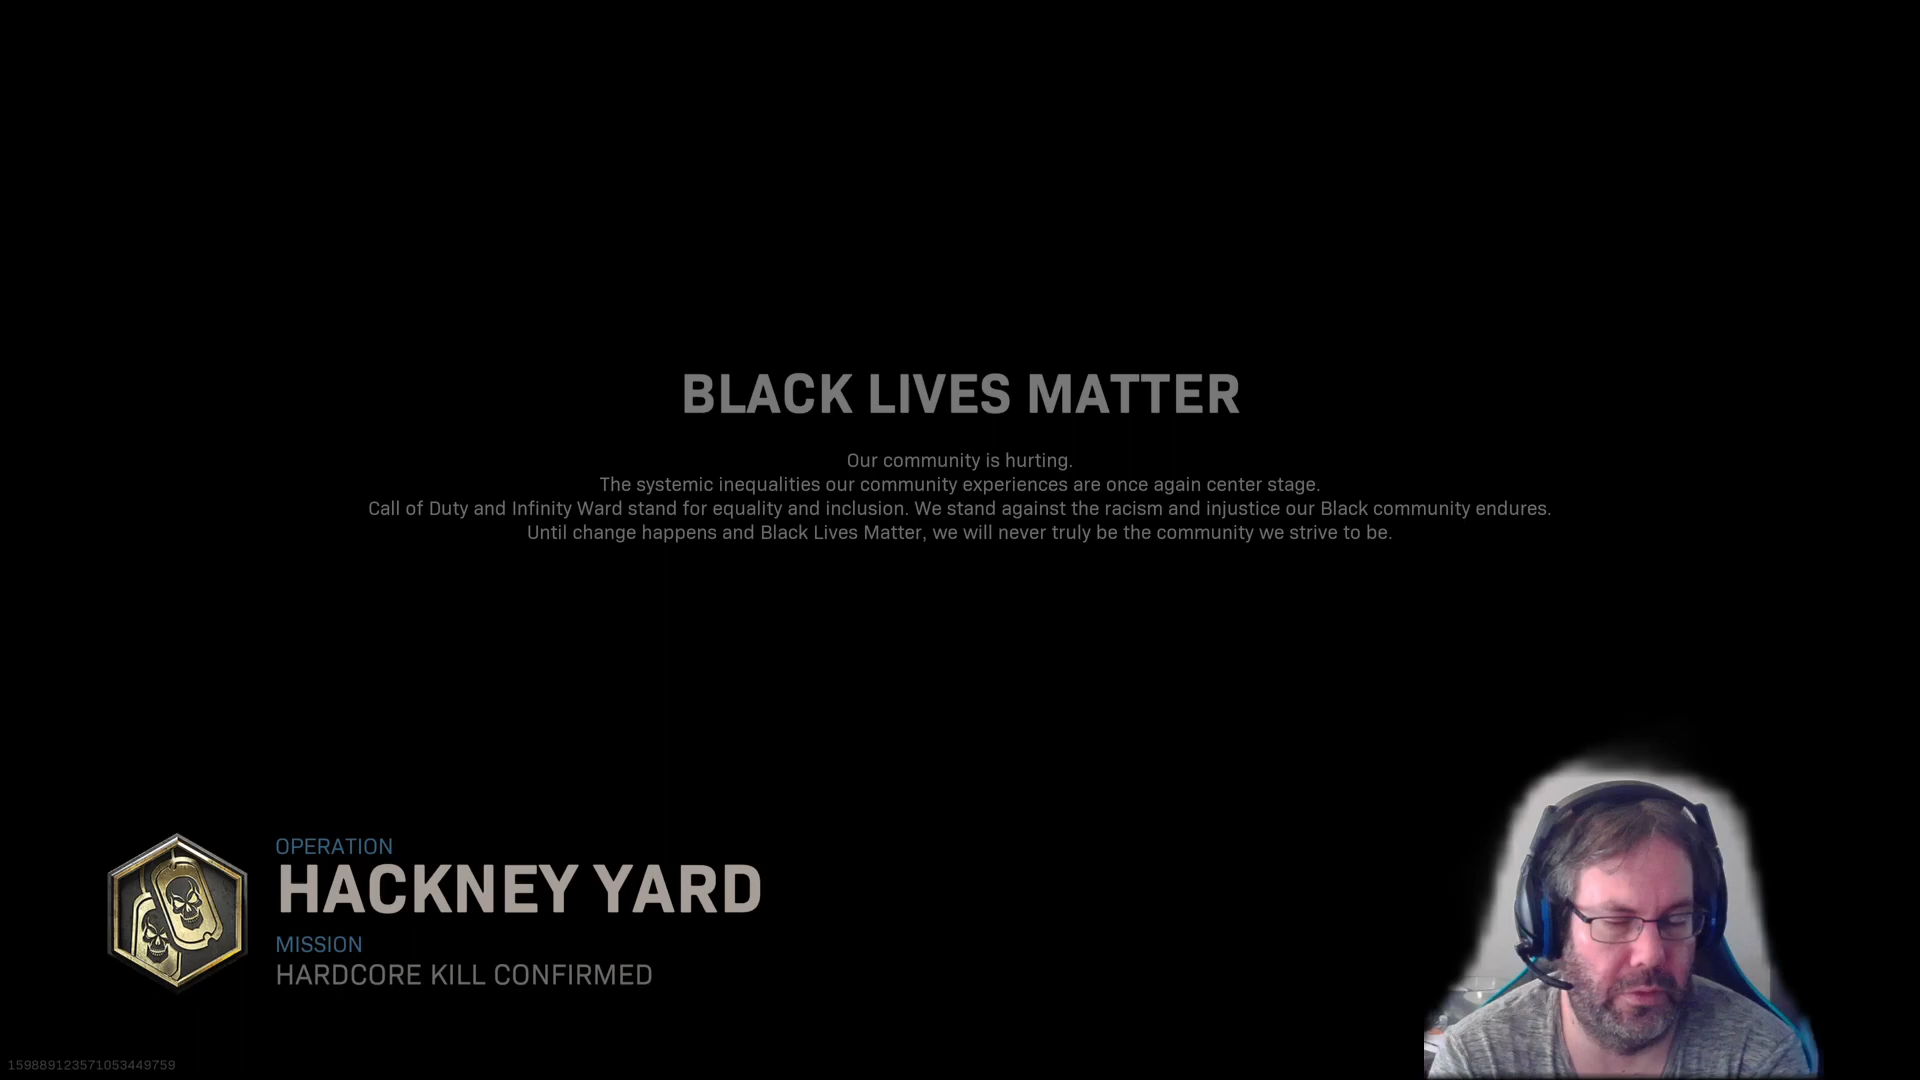 BLACK LIVES MATTER
Our community is hurting.
The systemic inequalities our community experiences are once again center stage.
Call of Duty and Infinity Ward stand for equality and inclusion. We stand against the racism and injustice our Black community endures.
Until change happens and Black Lives Matter, we will never truly be the community we strive to be.
OPERATION
HACKNEY YARD
MISSION
HARDCORE KILL CONFIRMED
159889123571053449759